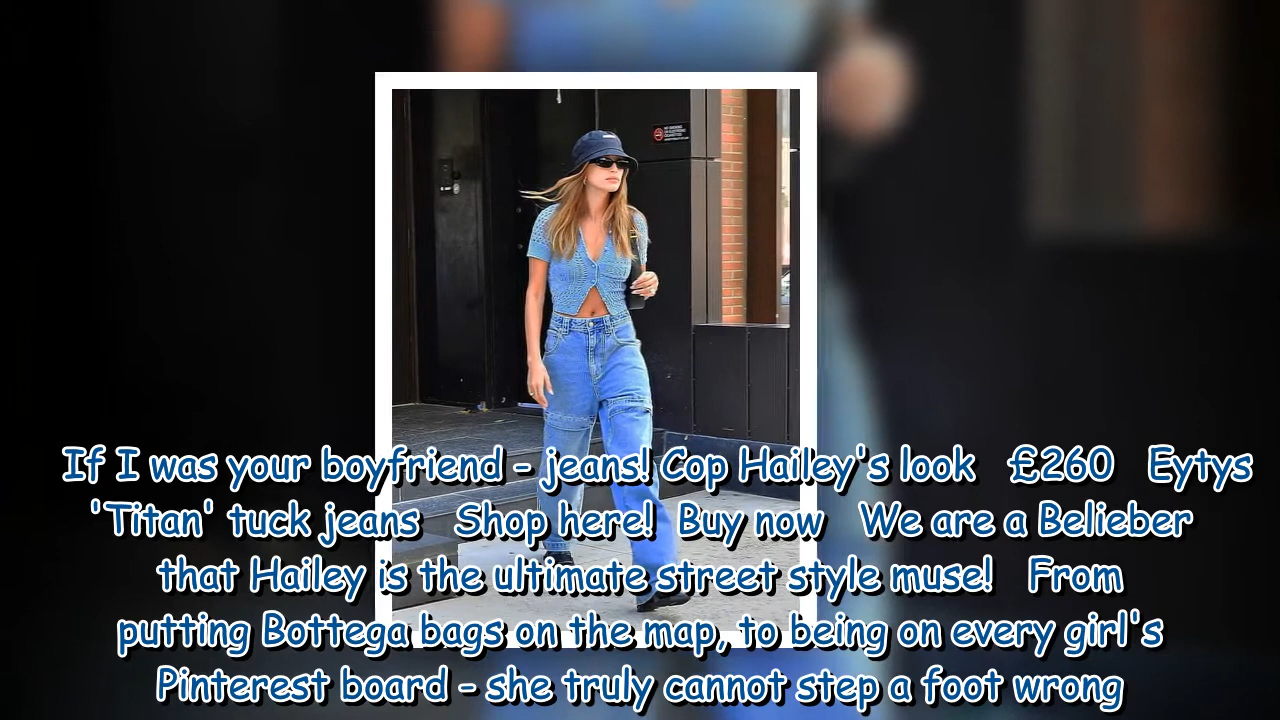 If I was your boyfriend - jeans! Cop Hailey's look £260 Eytys
'Titan' tuck jeans Shop here! Buy now We are a Belieber
that Hailey is the ultimate street style muse! From
putting Bottega bags on the map, to being on every girl's
Pinterest board - she truly cannot step a foot wrong